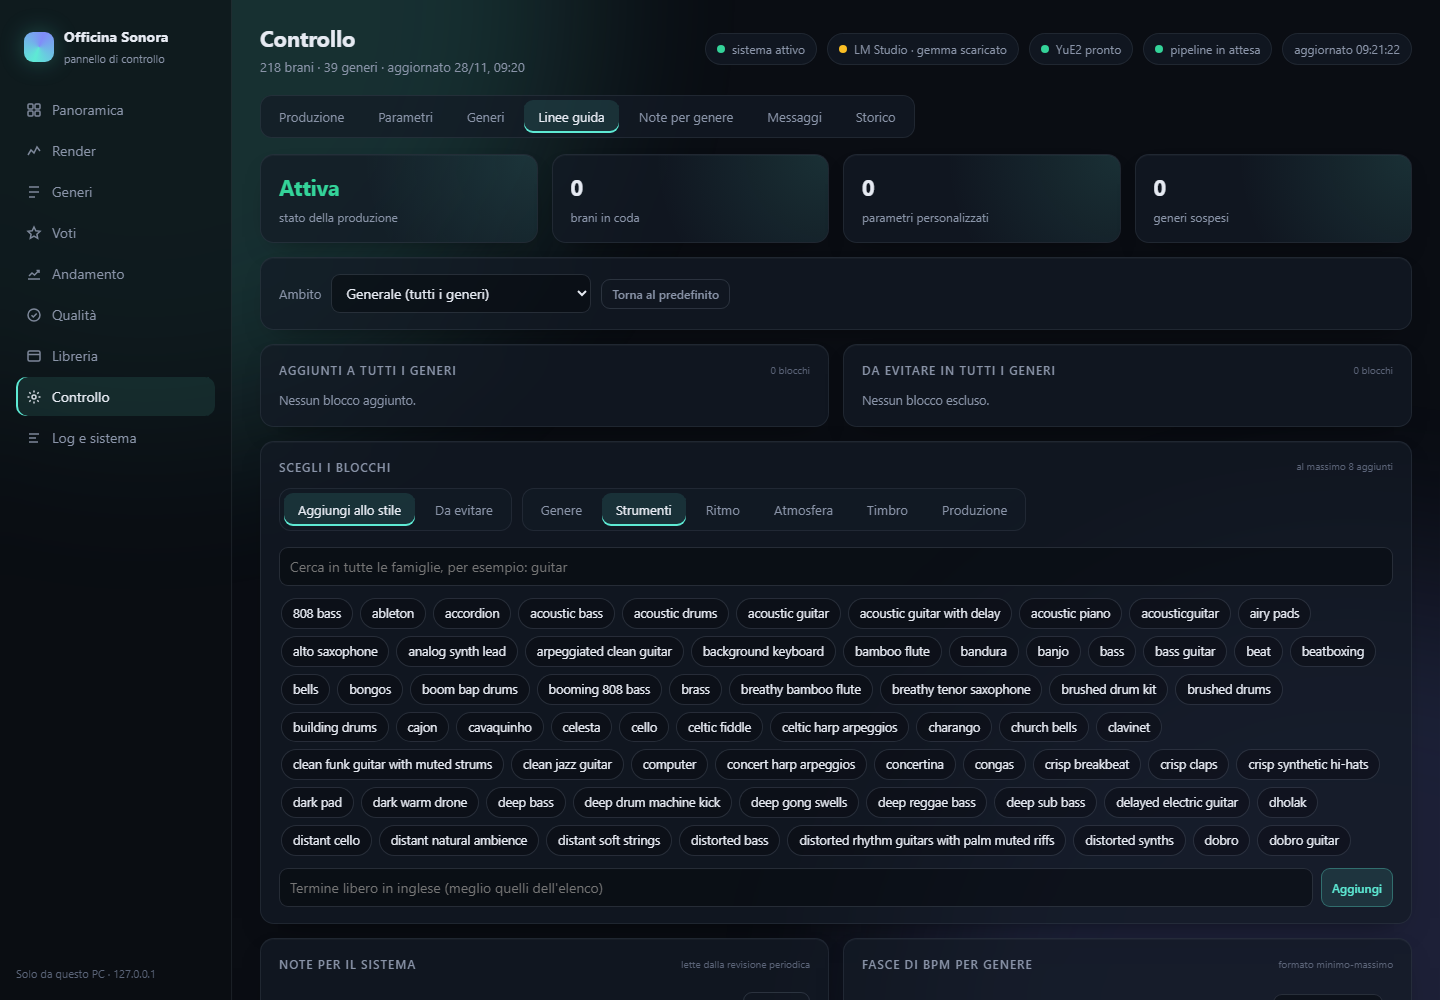 Officina Sonora
pannello di controllo
Panoramica
Render
Generi
Voti
Andamento
Qualità
Libreria
Controllo
Log e sistema
Solo da questo PC · 127.0.0.1
Controllo
218 brani · 39 generi · aggiornato 28/11, 09:20
sistema attivo
LM Studio · gemma scaricato
YuE2 pronto
pipeline in attesa
aggiornato 09:21:22
Produzione Parametri Generi Linee guida Note per genere Messaggi Storico
Attiva
stato della produzione
0
brani in coda
0
parametri personalizzati
0
generi sospesi
Ambito Generale (tutti i generi) Torna al predefinito
AGGIUNTI A TUTTI I GENERI 0 blocchi
Nessun blocco aggiunto.
DA EVITARE IN TUTTI I GENERI 0 blocchi
Nessun blocco escluso.
SCEGLI I BLOCCHI al massimo 8 aggiunti
Aggiungi allo stile Da evitare Genere Strumenti Ritmo Atmosfera Timbro Produzione
Cerca in tutte le famiglie, per esempio: guitar
808 bass ableton accordion acoustic bass acoustic drums acoustic guitar acoustic guitar with delay acoustic piano acousticguitar airy pads
alto saxophone analog synth lead arpeggiated clean guitar background keyboard bamboo flute bandura banjo bass bass guitar beat beatboxing
bells bongos boom bap drums booming 808 bass brass breathy bamboo flute breathy tenor saxophone brushed drum kit brushed drums
building drums cajon cavaquinho celesta cello celtic fiddle celtic harp arpeggios charango church bells clavinet
clean funk guitar with muted strums clean jazz guitar computer concert harp arpeggios concertina congas crisp breakbeat crisp claps crisp synthetic hi-hats
dark pad dark warm drone deep bass deep drum machine kick deep gong swells deep reggae bass deep sub bass delayed electric guitar dholak
distant cello distant natural ambience distant soft strings distorted bass distorted rhythm guitars with palm muted riffs distorted synths dobro dobro guitar
Termine libero in inglese (meglio quelli dell'elenco) Aggiungi
NOTE PER IL SISTEMA lette dalla revisione periodica
FASCE DI BPM PER GENERE formato minimo-massimo